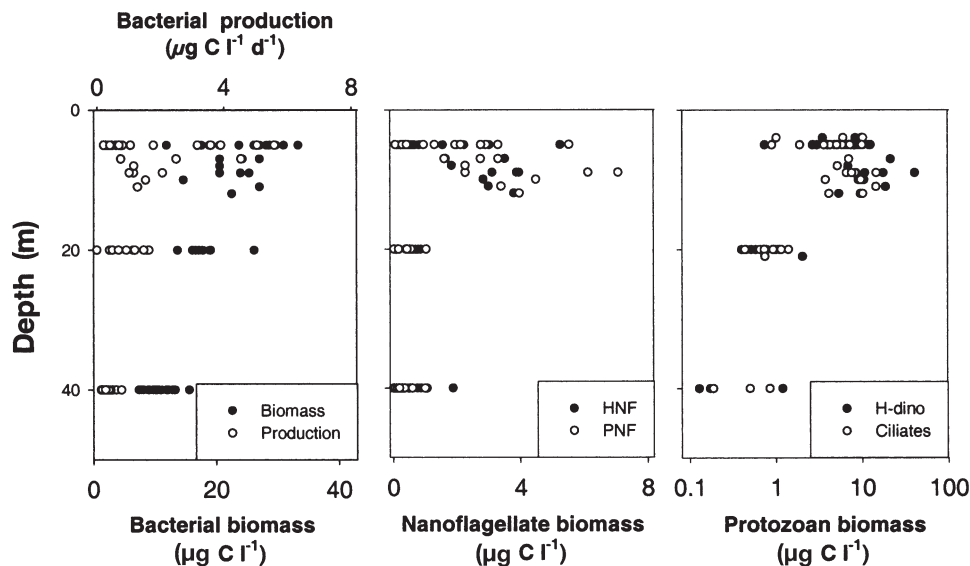 Bacterial production
(µg C l⁻¹ d⁻¹)
0 4 8
Depth (m)
0
20
40
Biomass
Production
HNF
PNF
H-dino
Ciliates
0 20 40
0 4 8
0.1 1 10 100
Bacterial biomass
(µg C l⁻¹)
Nanoflagellate biomass
(µg C l⁻¹)
Protozoan biomass
(µg C l⁻¹)